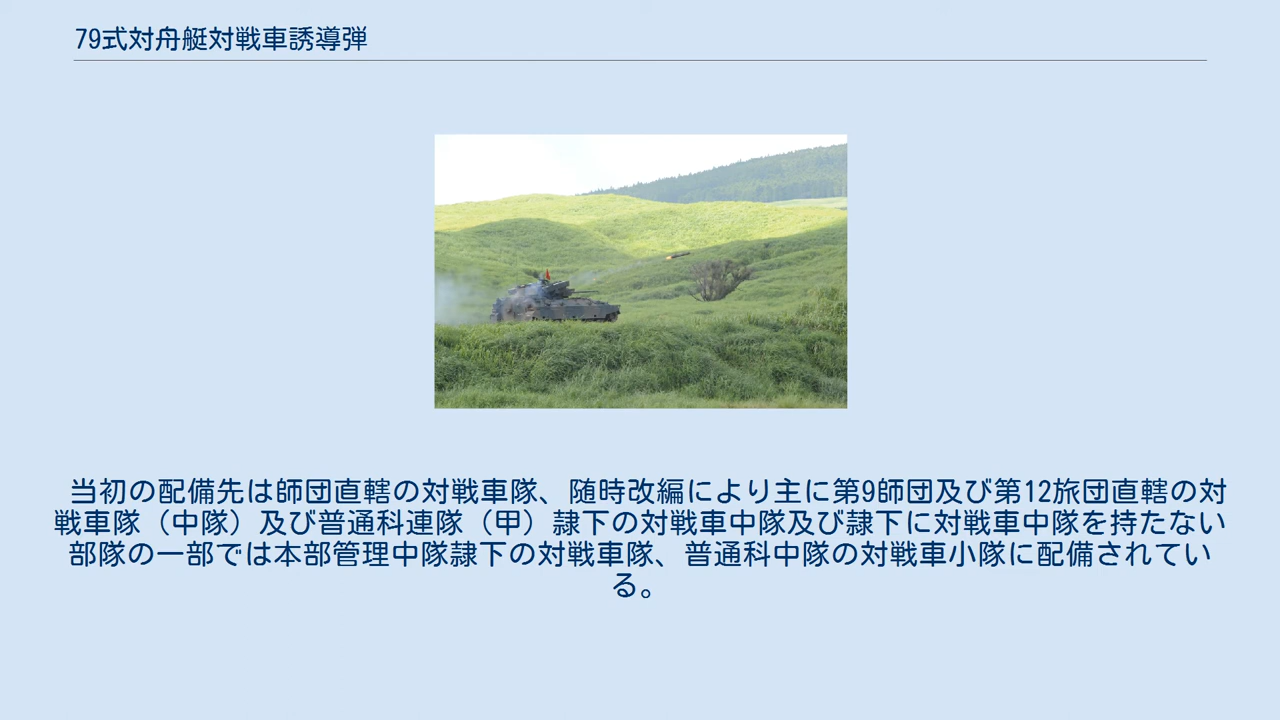 79式対舟艇対戦車誘導弾
当初の配備先は師団直轄の対戦車隊、随時改編により主に第9師団及び第12旅団直轄の対
戦車隊（中隊）及び普通科連隊（甲）隷下の対戦車中隊及び隷下に対戦車中隊を持たない
部隊の一部では本部管理中隊隷下の対戦車隊、普通科中隊の対戦車小隊に配備されてい
る。